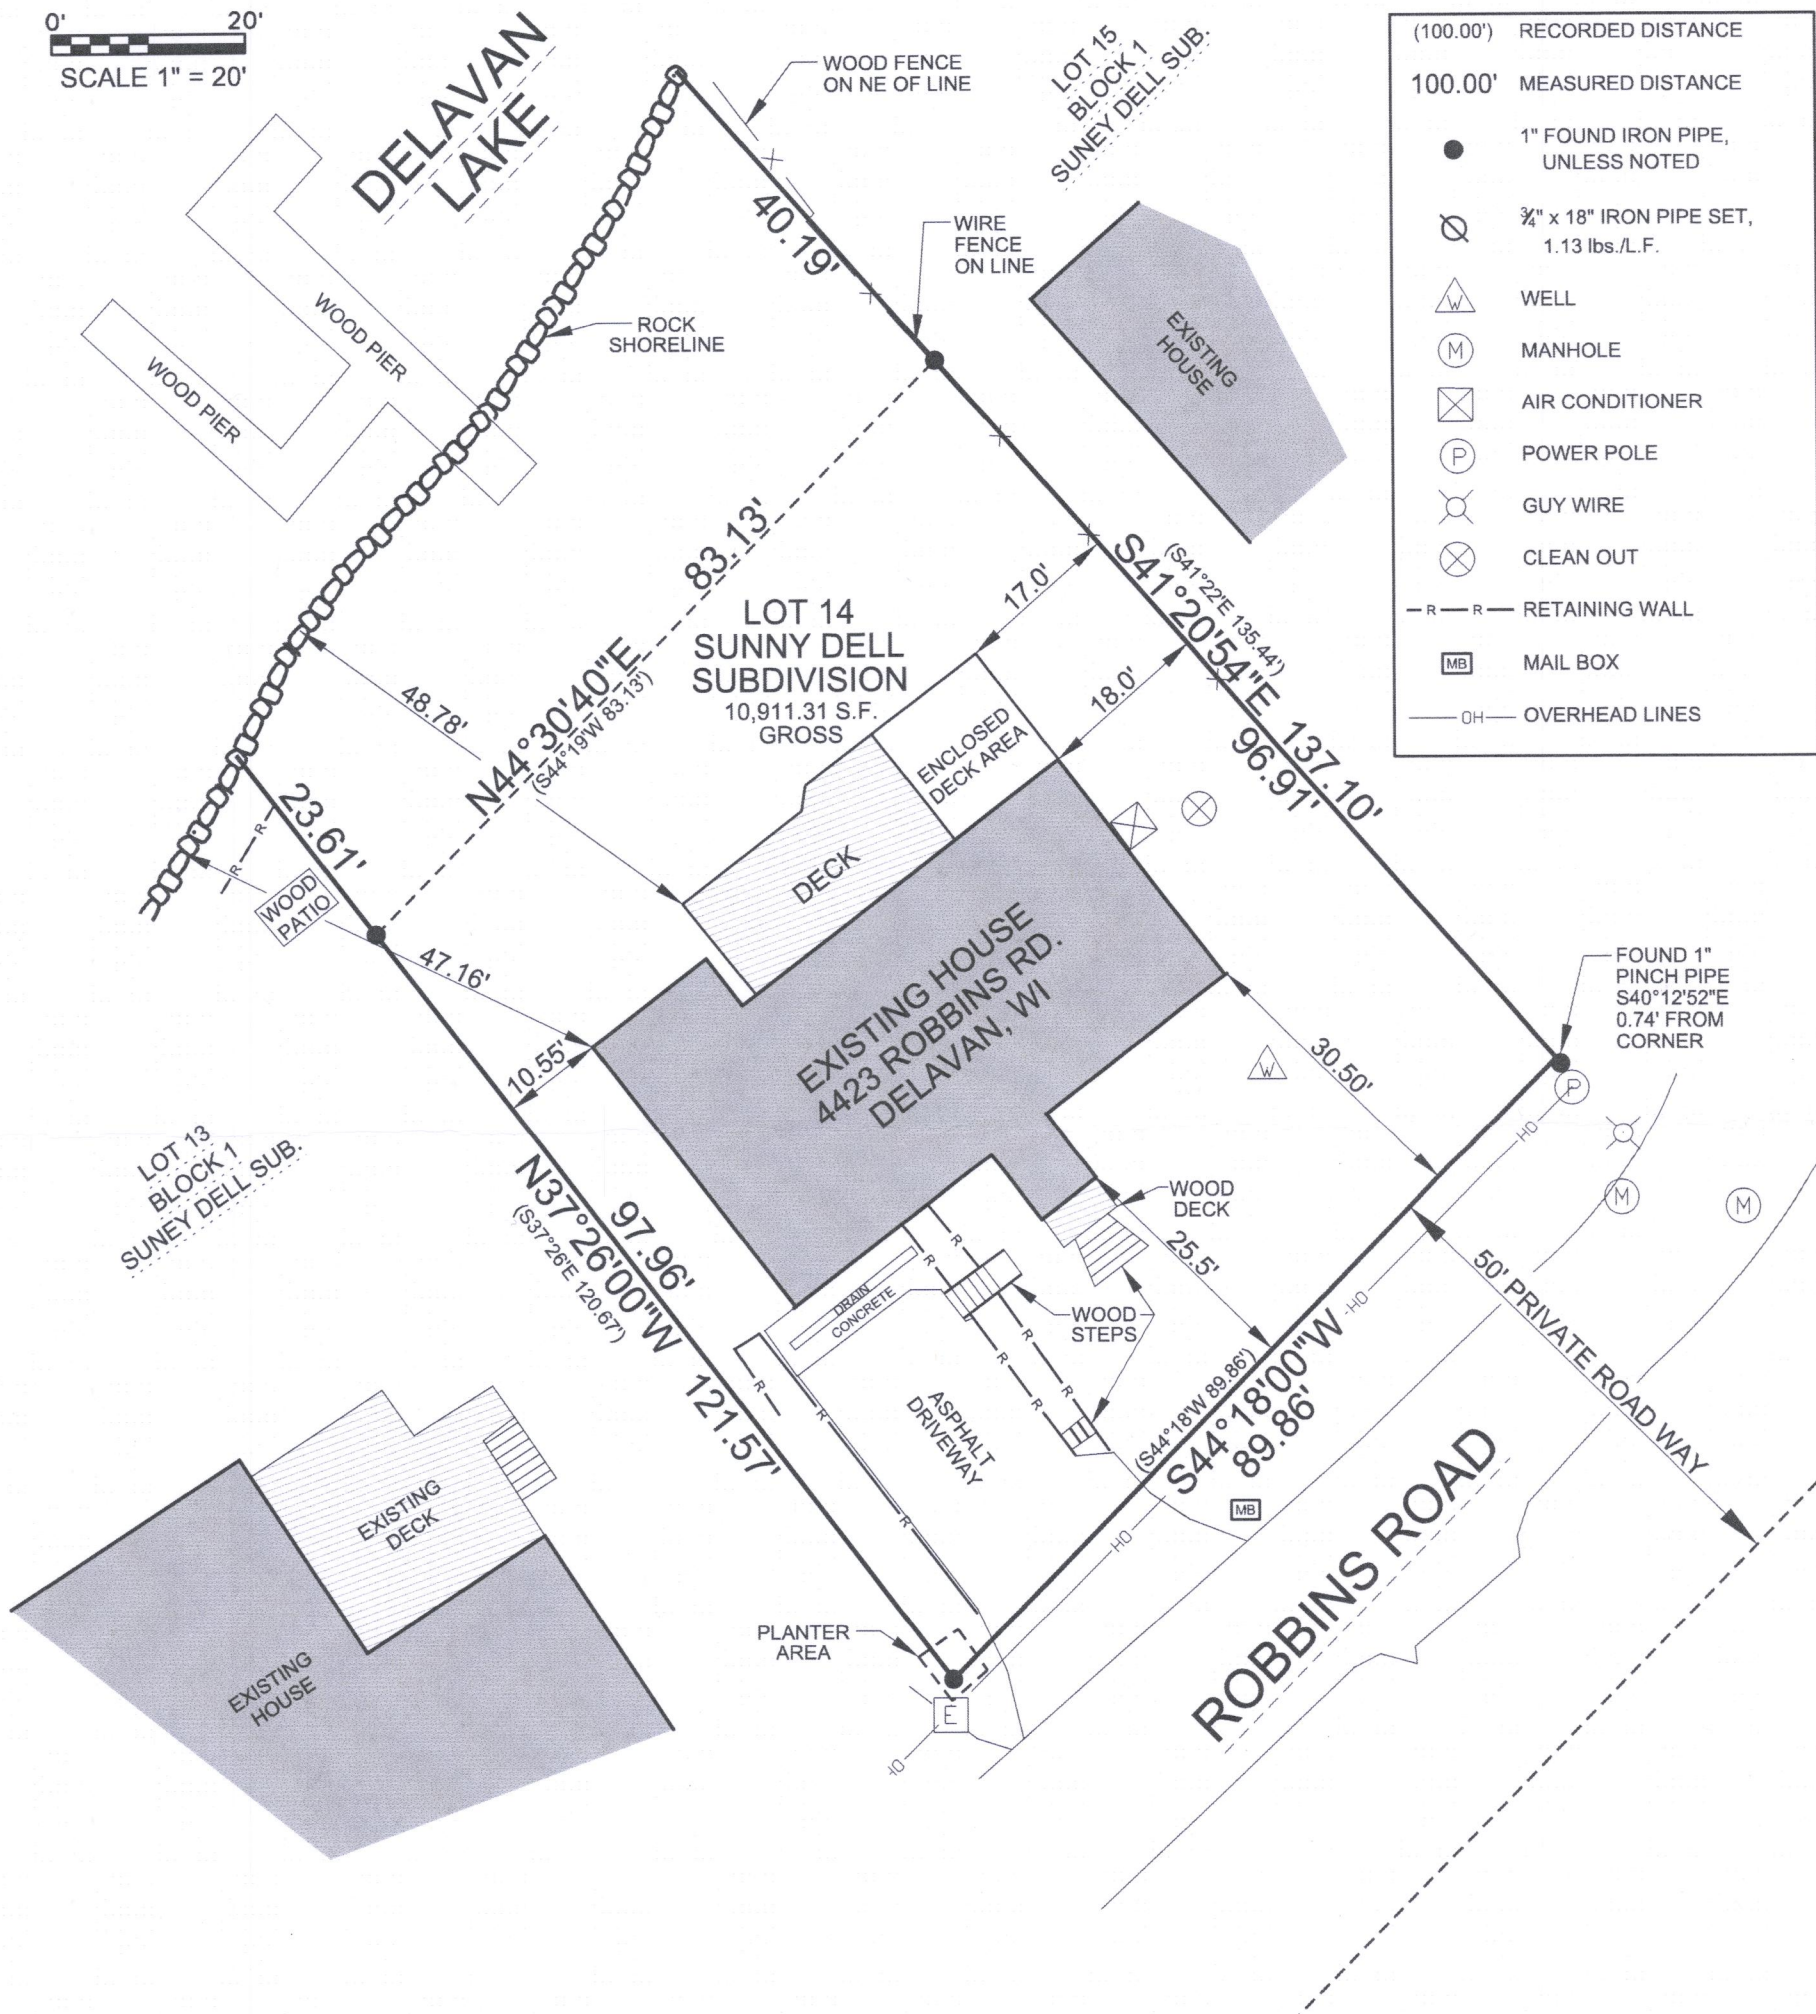 0' 20'
SCALE 1" = 20'
DELAVAN
LAKE
WOOD FENCE
ON NE OF LINE
LOT 15
BLOCK 1
SUNEY DELL SUB.
(100.00') RECORDED DISTANCE
100.00' MEASURED DISTANCE
1" FOUND IRON PIPE,
UNLESS NOTED
¾" x 18" IRON PIPE SET,
1.13 lbs./L.F.
W WELL
M MANHOLE
AIR CONDITIONER
P POWER POLE
GUY WIRE
CLEAN OUT
R R RETAINING WALL
MB MAIL BOX
OH OVERHEAD LINES
40.19'
WIRE
FENCE
ON LINE
WOOD PIER
WOOD PIER
ROCK
SHORELINE
EXISTING
HOUSE
83.13'
N44°30'40"E
(S44°19'W 83.13')
LOT 14
SUNNY DELL
SUBDIVISION
10,911.31 S.F.
GROSS
17.0'
18.0'
(S41°22'E 135.44')
S41°20'54"E 137.10'
96.91'
48.78'
23.61'
R
WOOD
PATIO
47.16'
10.55'
ENCLOSED
DECK AREA
DECK
EXISTING HOUSE
4423 ROBBINS RD.
DELAVAN, WI
W
30.50'
FOUND 1"
PINCH PIPE
S40°12'52"E
0.74' FROM
CORNER
P
OH
M
M
LOT 13
BLOCK 1
SUNEY DELL SUB.
97.96'
N37°26'00"W 121.57'
(S37°26'E 120.67')
WOOD
DECK
25.5'
R
R
DRAIN
CONCRETE
WOOD
STEPS
R
R
R
R
R
R
ASPHALT
DRIVEWAY
OH
(S44°18'W 89.86')
S44°18'00"W
89.86'
50' PRIVATE ROAD WAY
MB
OH
ROBBINS ROAD
EXISTING
DECK
EXISTING
HOUSE
PLANTER
AREA
E
OH